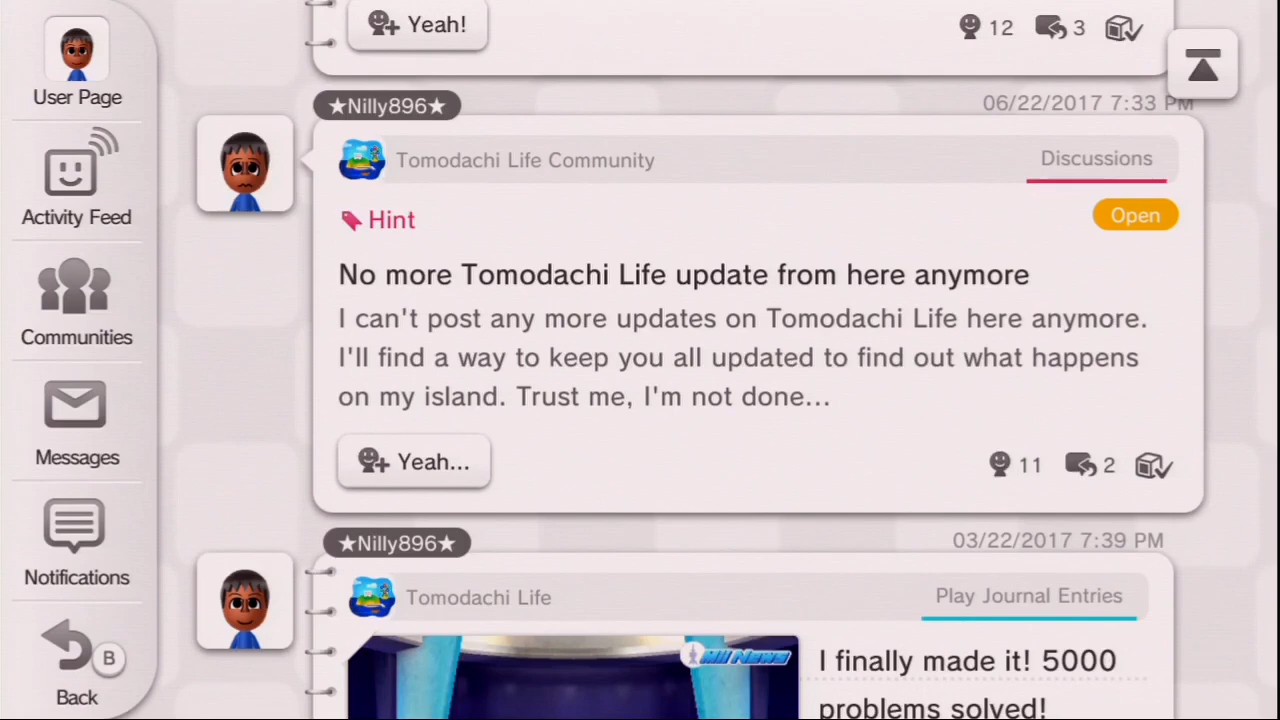 Yeah!
12
3
User Page
★Nilly896★
06/22/2017 7:33 PM
Tomodachi Life Community
Discussions
Activity Feed
Hint
Open
No more Tomodachi Life update from here anymore
I can't post any more updates on Tomodachi Life here anymore.
I'll find a way to keep you all updated to find out what happens
on my island. Trust me, I'm not done...
Communities
Messages
Yeah...
11
2
★Nilly896★
03/22/2017 7:39 PM
Notifications
Tomodachi Life
Play Journal Entries
B
Back
Mii News
I finally made it! 5000
problems solved!